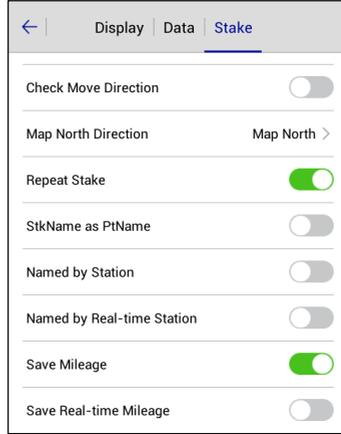 Display Data Stake
Check Move Direction
Map North Direction Map North >
Repeat Stake
StkName as PtName
Named by Station
Named by Real-time Station
Save Mileage
Save Real-time Mileage